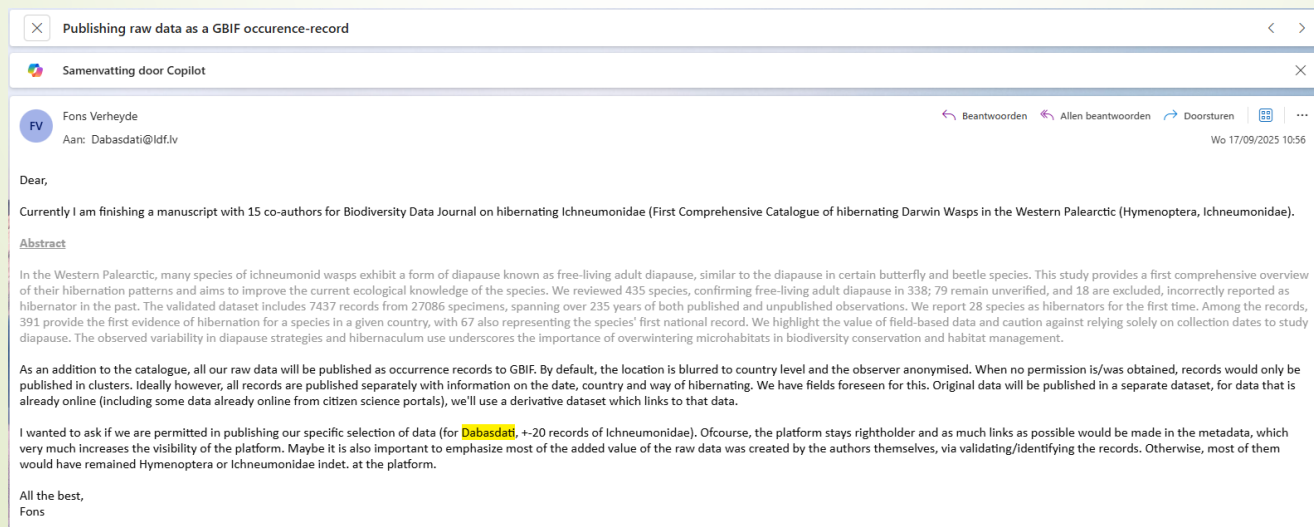 Publishing raw data as a GBIF occurence-record
Samenvatting door Copilot
FV
Fons Verheyde
Aan: Dabasdati@ldf.lv
Beantwoorden Allen beantwoorden Doorsturen
Wo 17/09/2025 10:56
Dear,
Currently I am finishing a manuscript with 15 co-authors for Biodiversity Data Journal on hibernating Ichneumonidae (First Comprehensive Catalogue of hibernating Darwin Wasps in the Western Palearctic (Hymenoptera, Ichneumonidae).
Abstract
In the Western Palearctic, many species of ichneumonid wasps exhibit a form of diapause known as free-living adult diapause, similar to the diapause in certain butterfly and beetle species. This study provides a first comprehensive overview
of their hibernation patterns and aims to improve the current ecological knowledge of the species. We reviewed 435 species, confirming free-living adult diapause in 338; 79 remain unverified, and 18 are excluded, incorrectly reported as
hibernator in the past. The validated dataset includes 7437 records from 27086 specimens, spanning over 235 years of both published and unpublished observations. We report 28 species as hibernators for the first time. Among the records,
391 provide the first evidence of hibernation for a species in a given country, with 67 also representing the species' first national record. We highlight the value of field-based data and caution against relying solely on collection dates to study
diapause. The observed variability in diapause strategies and hibernaculum use underscores the importance of overwintering microhabitats in biodiversity conservation and habitat management.
As an addition to the catalogue, all our raw data will be published as occurrence records to GBIF. By default, the location is blurred to country level and the observer anonymised. When no permission is/was obtained, records would only be
published in clusters. Ideally however, all records are published separately with information on the date, country and way of hibernating. We have fields foreseen for this. Original data will be published in a separate dataset, for data that is
already online (including some data already online from citizen science portals), we'll use a derivative dataset which links to that data.
I wanted to ask if we are permitted in publishing our specific selection of data (for Dabasdati, +-20 records of Ichneumonidae). Ofcourse, the platform stays rightholder and as much links as possible would be made in the metadata, which
very much increases the visibility of the platform. Maybe it is also important to emphasize most of the added value of the raw data was created by the authors themselves, via validating/identifying the records. Otherwise, most of them
would have remained Hymenoptera or Ichneumonidae indet. at the platform.
All the best,
Fons